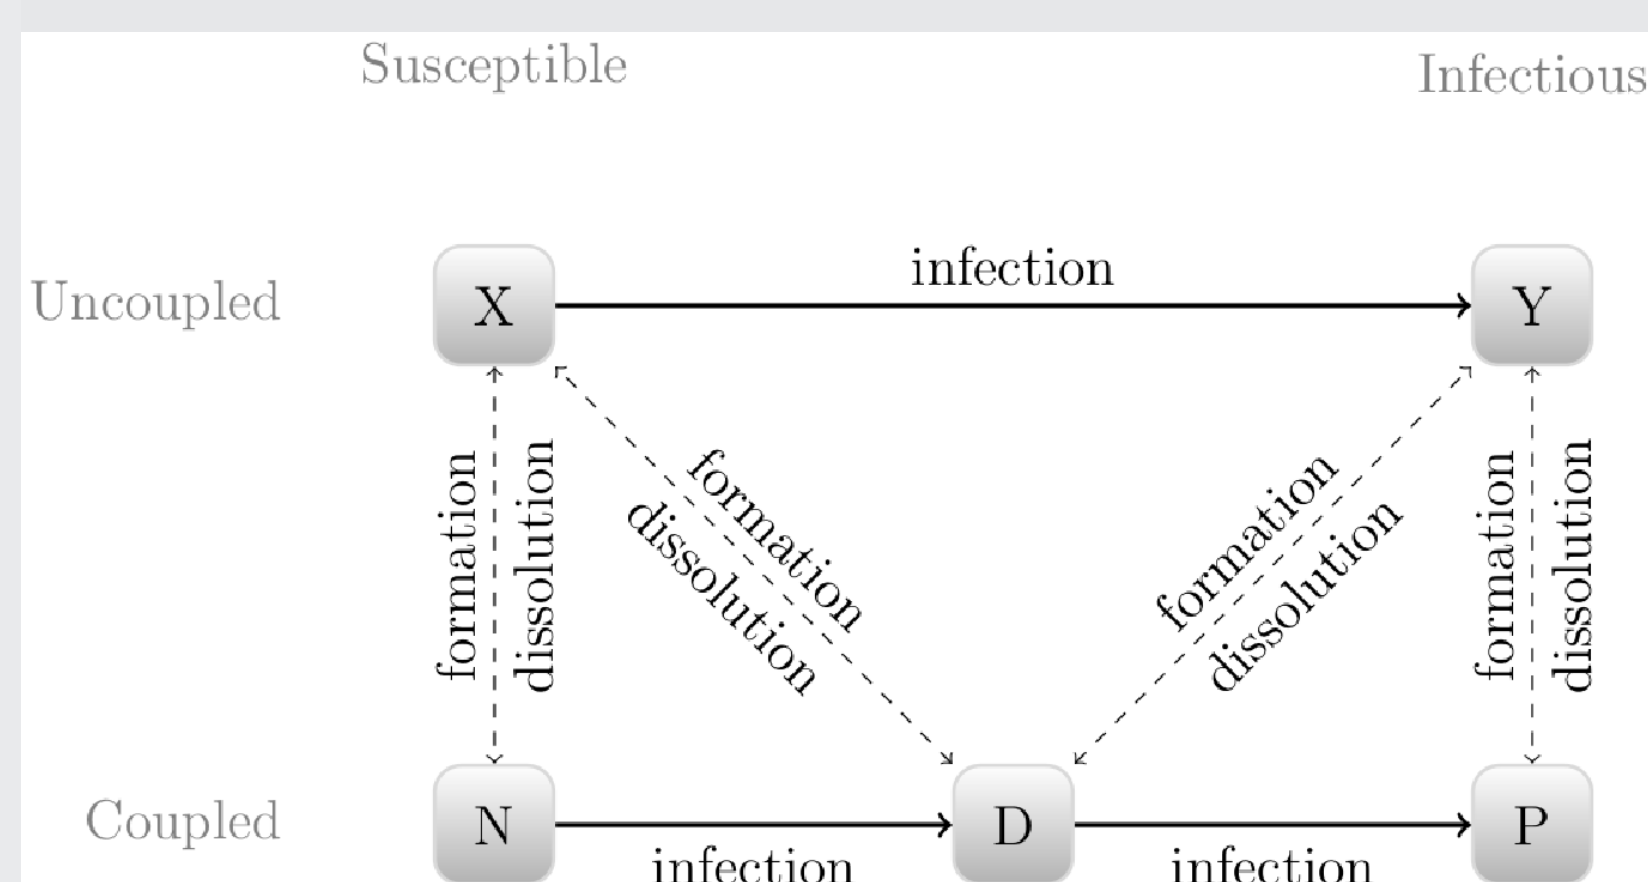 Susceptible
Infectious
infection
Uncoupled
X
Y
formation
dissolution
formation
dissolution
formation
dissolution
formation
dissolution
Coupled
N
D
P
infection
infection